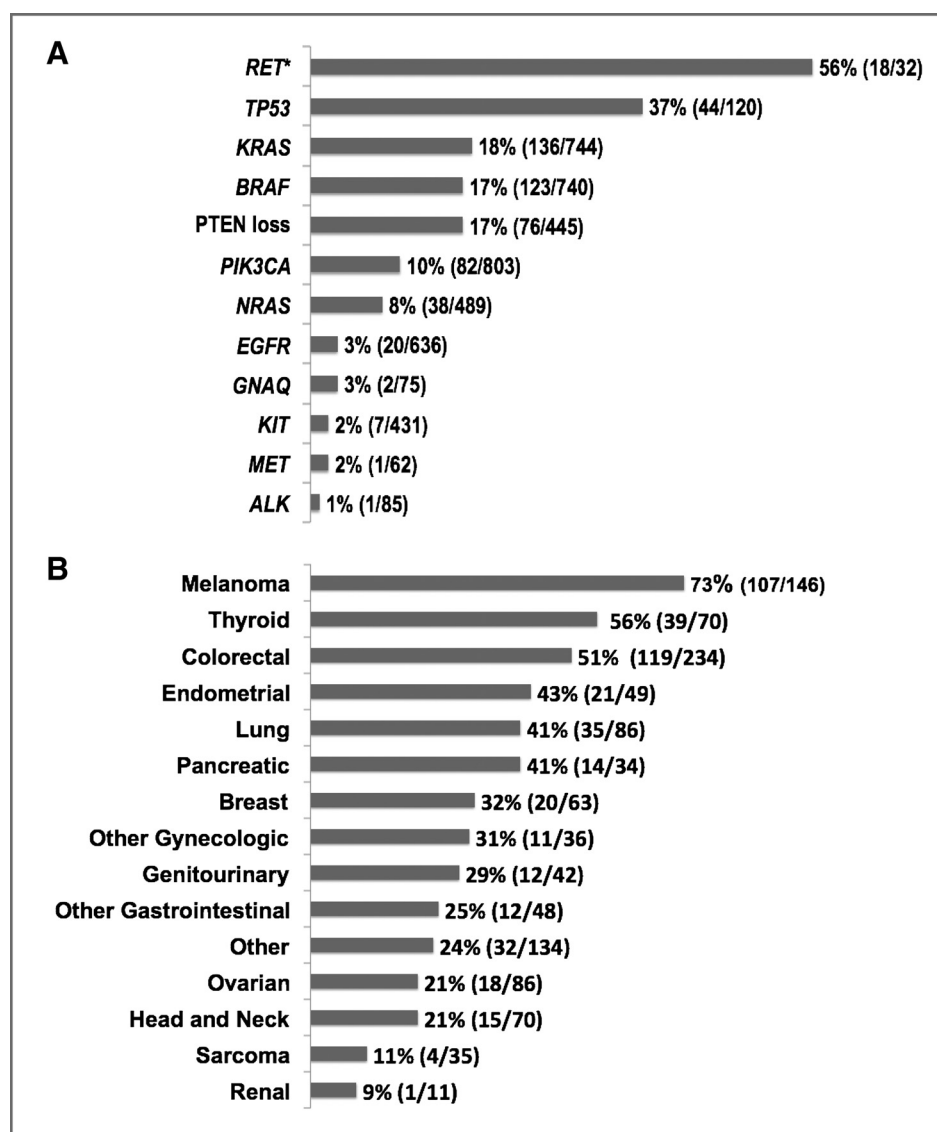 A
RET* 56% (18/32)
TP53 37% (44/120)
KRAS 18% (136/744)
BRAF 17% (123/740)
PTEN loss 17% (76/445)
PIK3CA 10% (82/803)
NRAS 8% (38/489)
EGFR 3% (20/636)
GNAQ 3% (2/75)
KIT 2% (7/431)
MET 2% (1/62)
ALK 1% (1/85)
B
Melanoma 73% (107/146)
Thyroid 56% (39/70)
Colorectal 51% (119/234)
Endometrial 43% (21/49)
Lung 41% (35/86)
Pancreatic 41% (14/34)
Breast 32% (20/63)
Other Gynecologic 31% (11/36)
Genitourinary 29% (12/42)
Other Gastrointestinal 25% (12/48)
Other 24% (32/134)
Ovarian 21% (18/86)
Head and Neck 21% (15/70)
Sarcoma 11% (4/35)
Renal 9% (1/11)